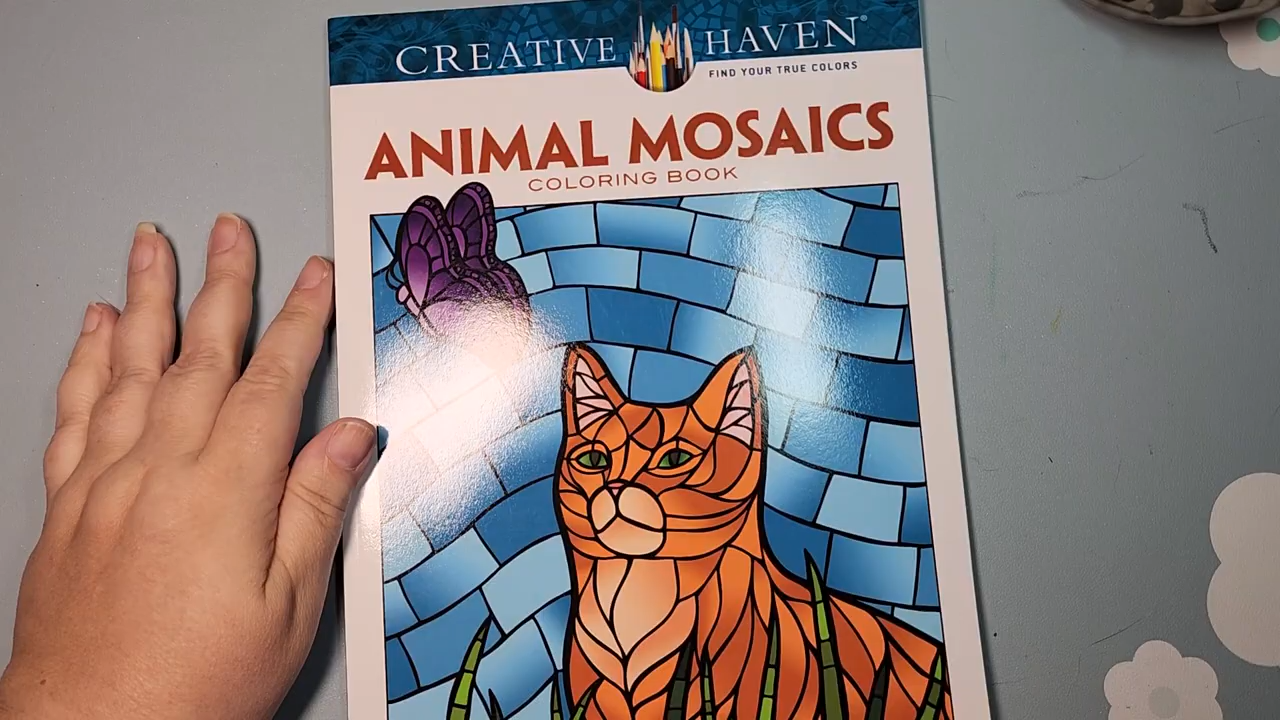 CREATIVE HAVEN®
FIND YOUR TRUE COLORS
ANIMAL MOSAICS
COLORING BOOK